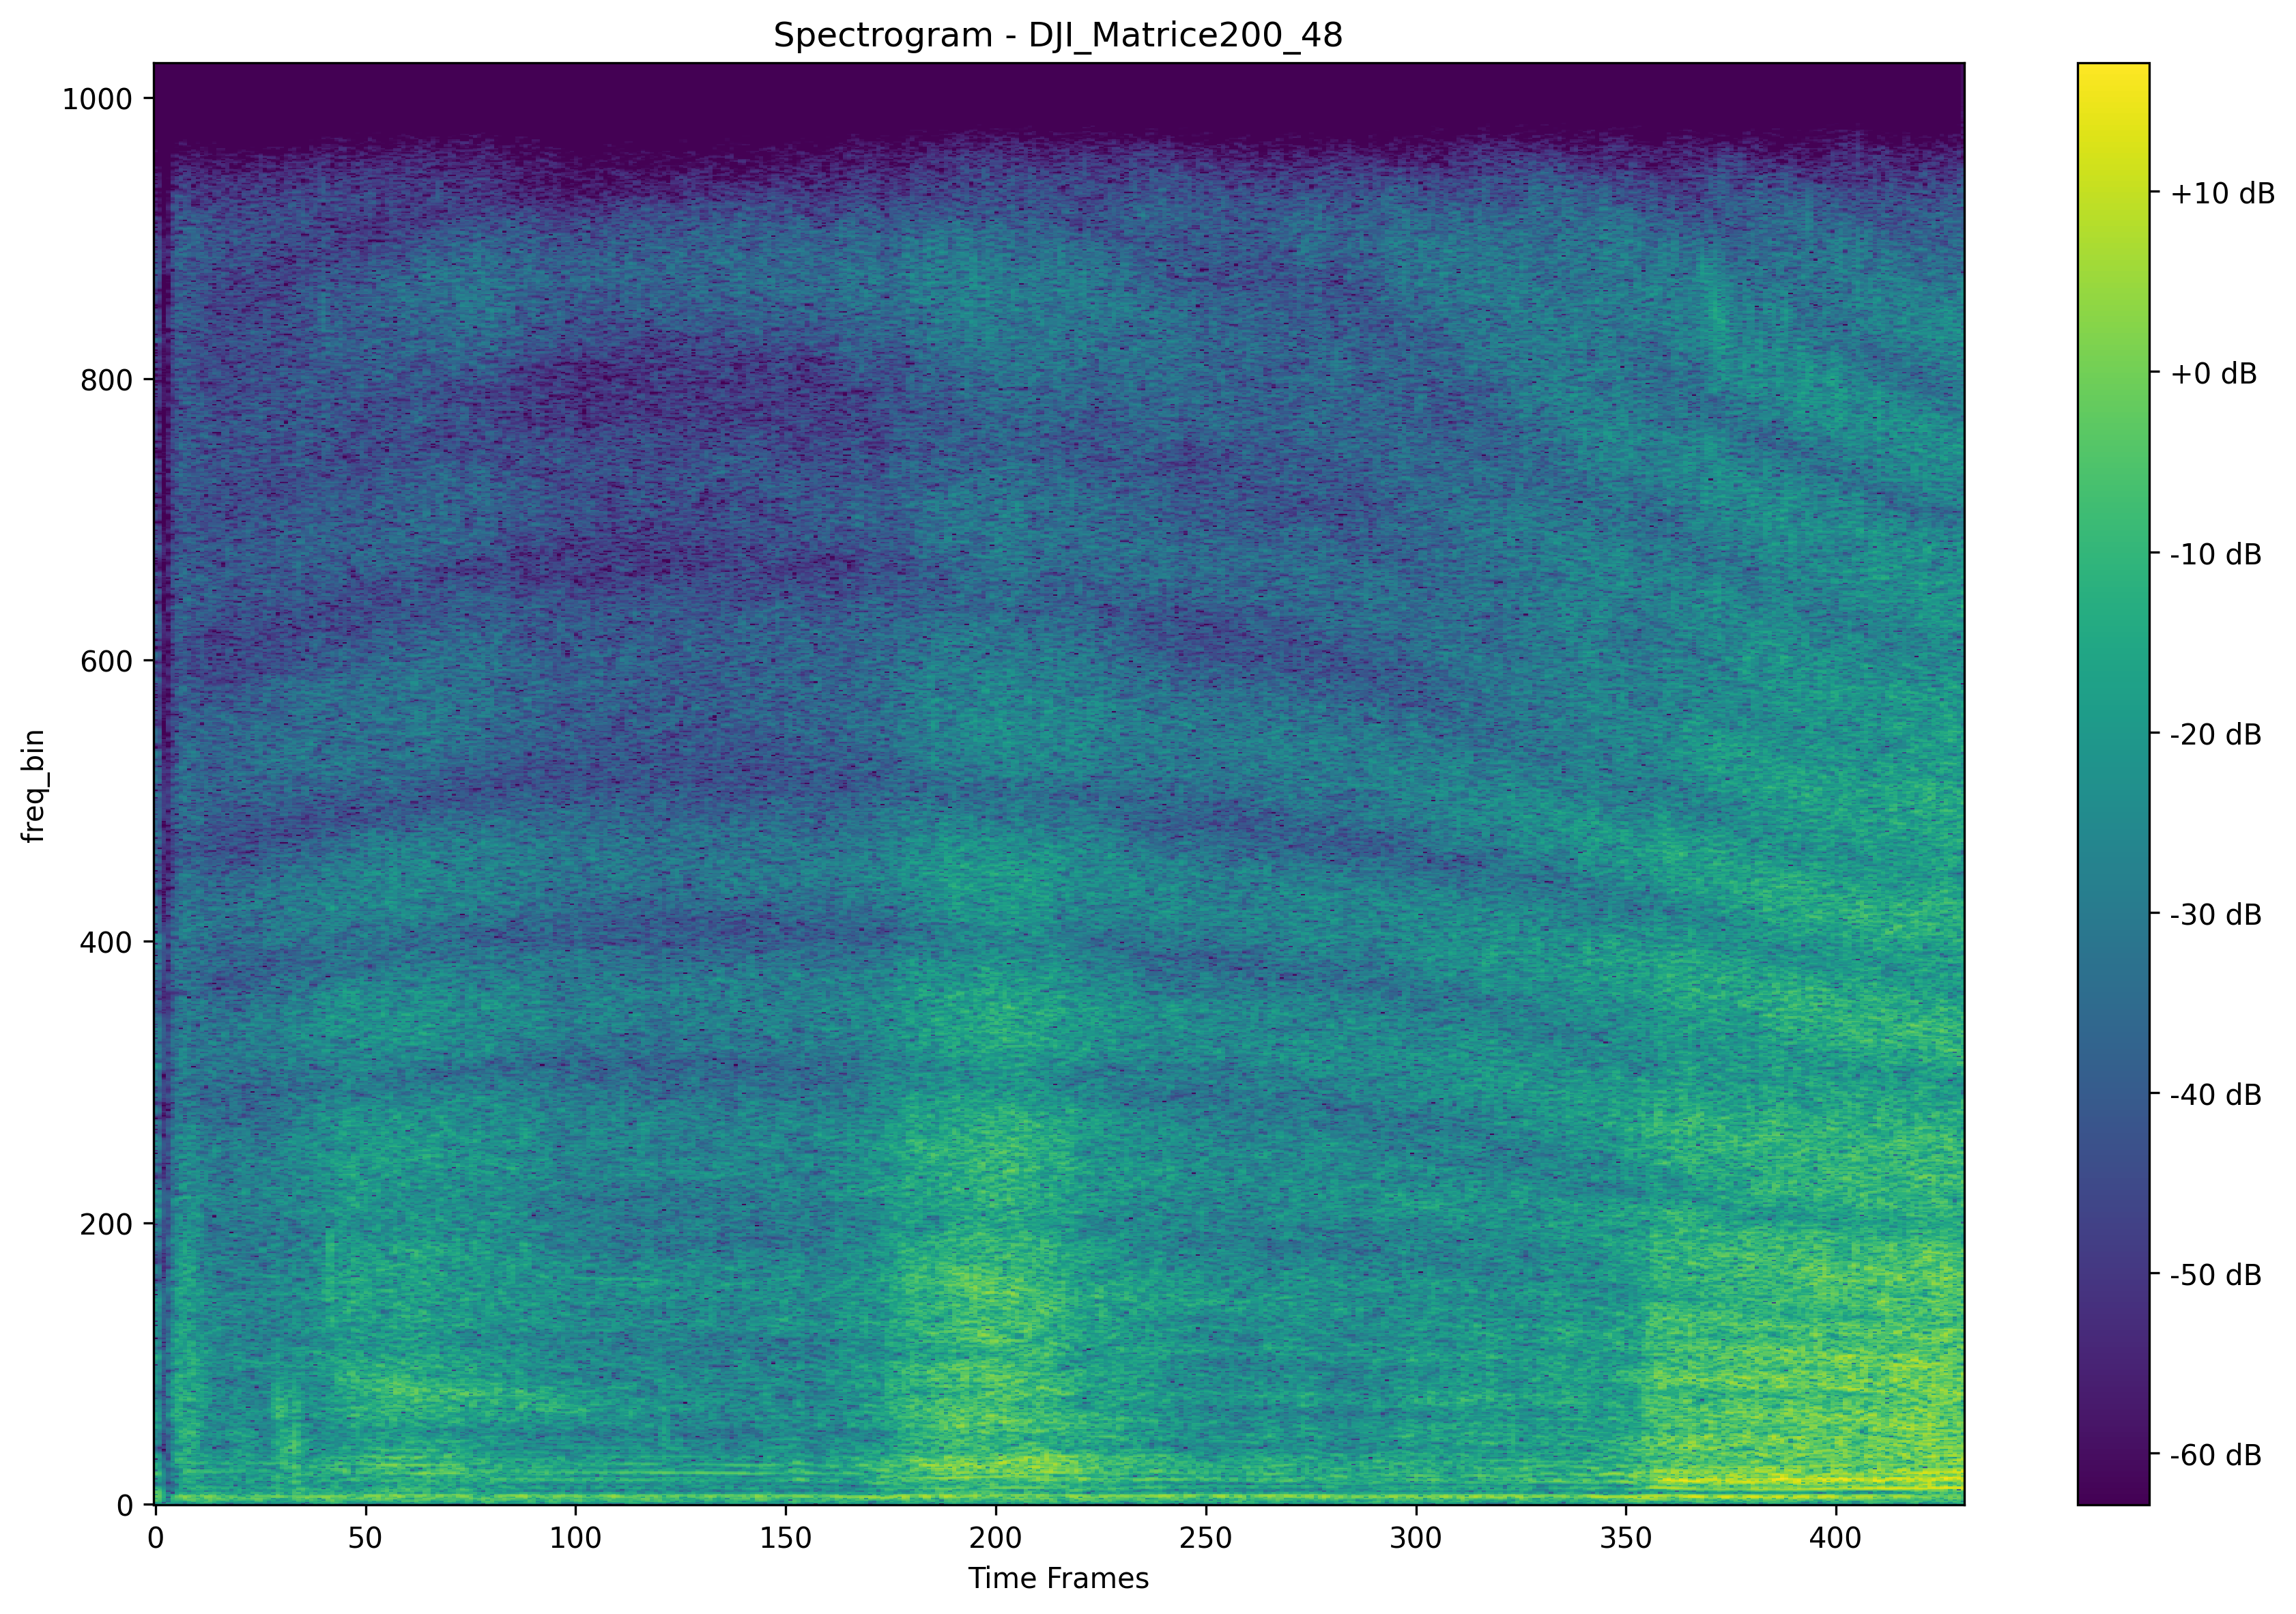 Spectrogram - DJI_Matrice200_48
1000
800
600
400
200
0
freq_bin
0 50 100 150 200 250 300 350 400
Time Frames
+10 dB
+0 dB
-10 dB
-20 dB
-30 dB
-40 dB
-50 dB
-60 dB